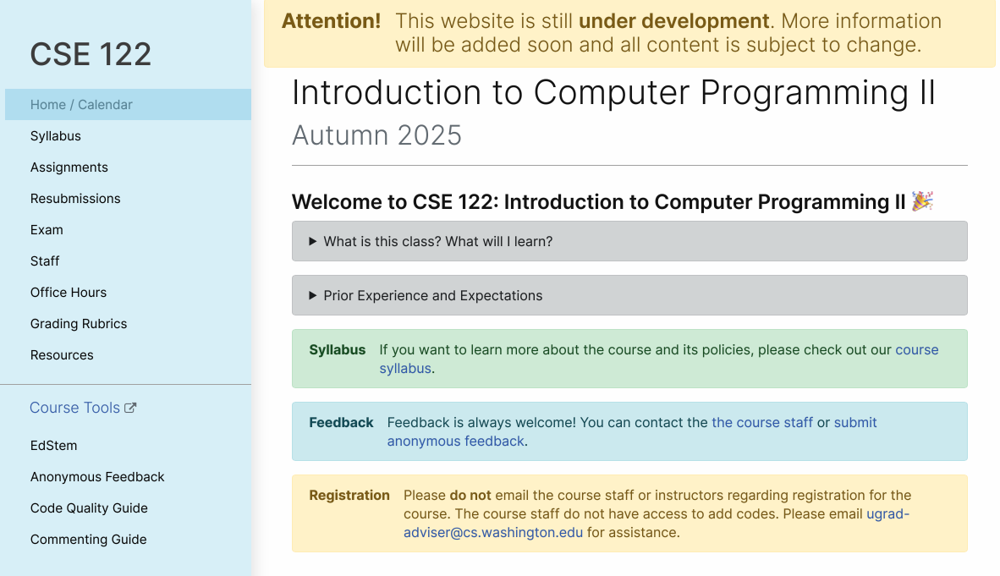 CSE 122
Home / Calendar
Syllabus
Assignments
Resubmissions
Exam
Staff
Office Hours
Grading Rubrics
Resources
Course Tools
EdStem
Anonymous Feedback
Code Quality Guide
Commenting Guide
Attention! This website is still under development. More information
will be added soon and all content is subject to change.
Introduction to Computer Programming II
Autumn 2025
Welcome to CSE 122: Introduction to Computer Programming II 🎉
▶ What is this class? What will I learn?
▶ Prior Experience and Expectations
Syllabus If you want to learn more about the course and its policies, please check out our course
syllabus.
Feedback Feedback is always welcome! You can contact the the course staff or submit
anonymous feedback.
Registration Please do not email the course staff or instructors regarding registration for the
course. The course staff do not have access to add codes. Please email ugrad-
adviser@cs.washington.edu for assistance.